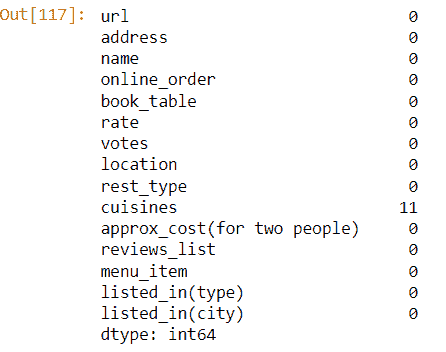 Out[117]: url 0
address 0
name 0
online_order 0
book_table 0
rate 0
votes 0
location 0
rest_type 0
cuisines 11
approx_cost(for two people) 0
reviews_list 0
menu_item 0
listed_in(type) 0
listed_in(city) 0
dtype: int64